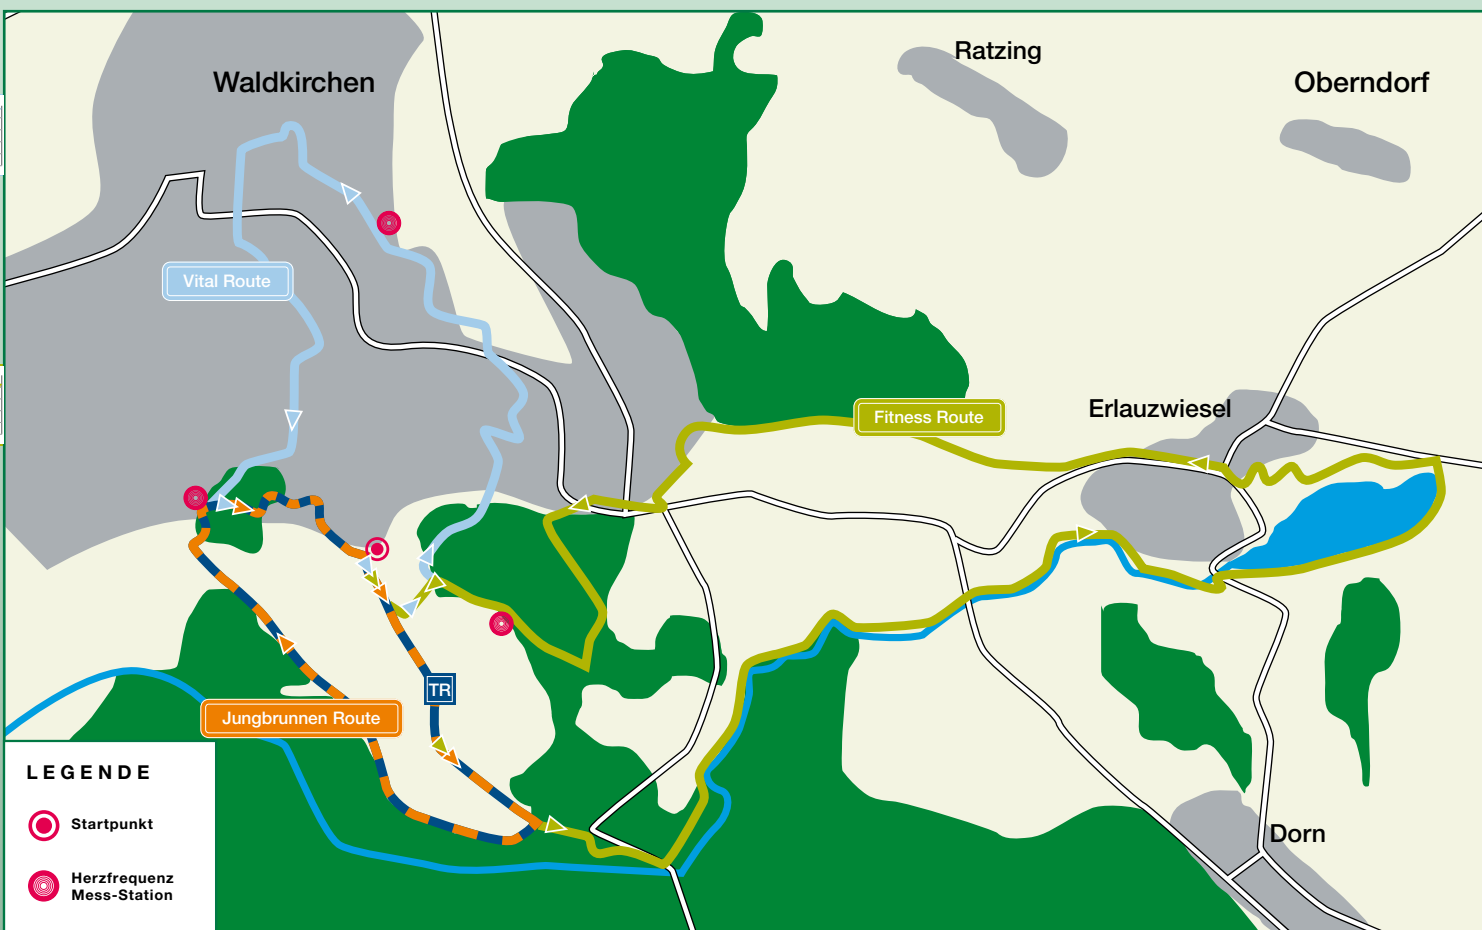 Ratzing
Waldkirchen
Oberndorf
Vital Route
Erlauzwiesel
Fitness Route
TR
Jungbrunnen Route
LEGENDE
Startpunkt
Herzfrequenz
Mess-Station
Dorn